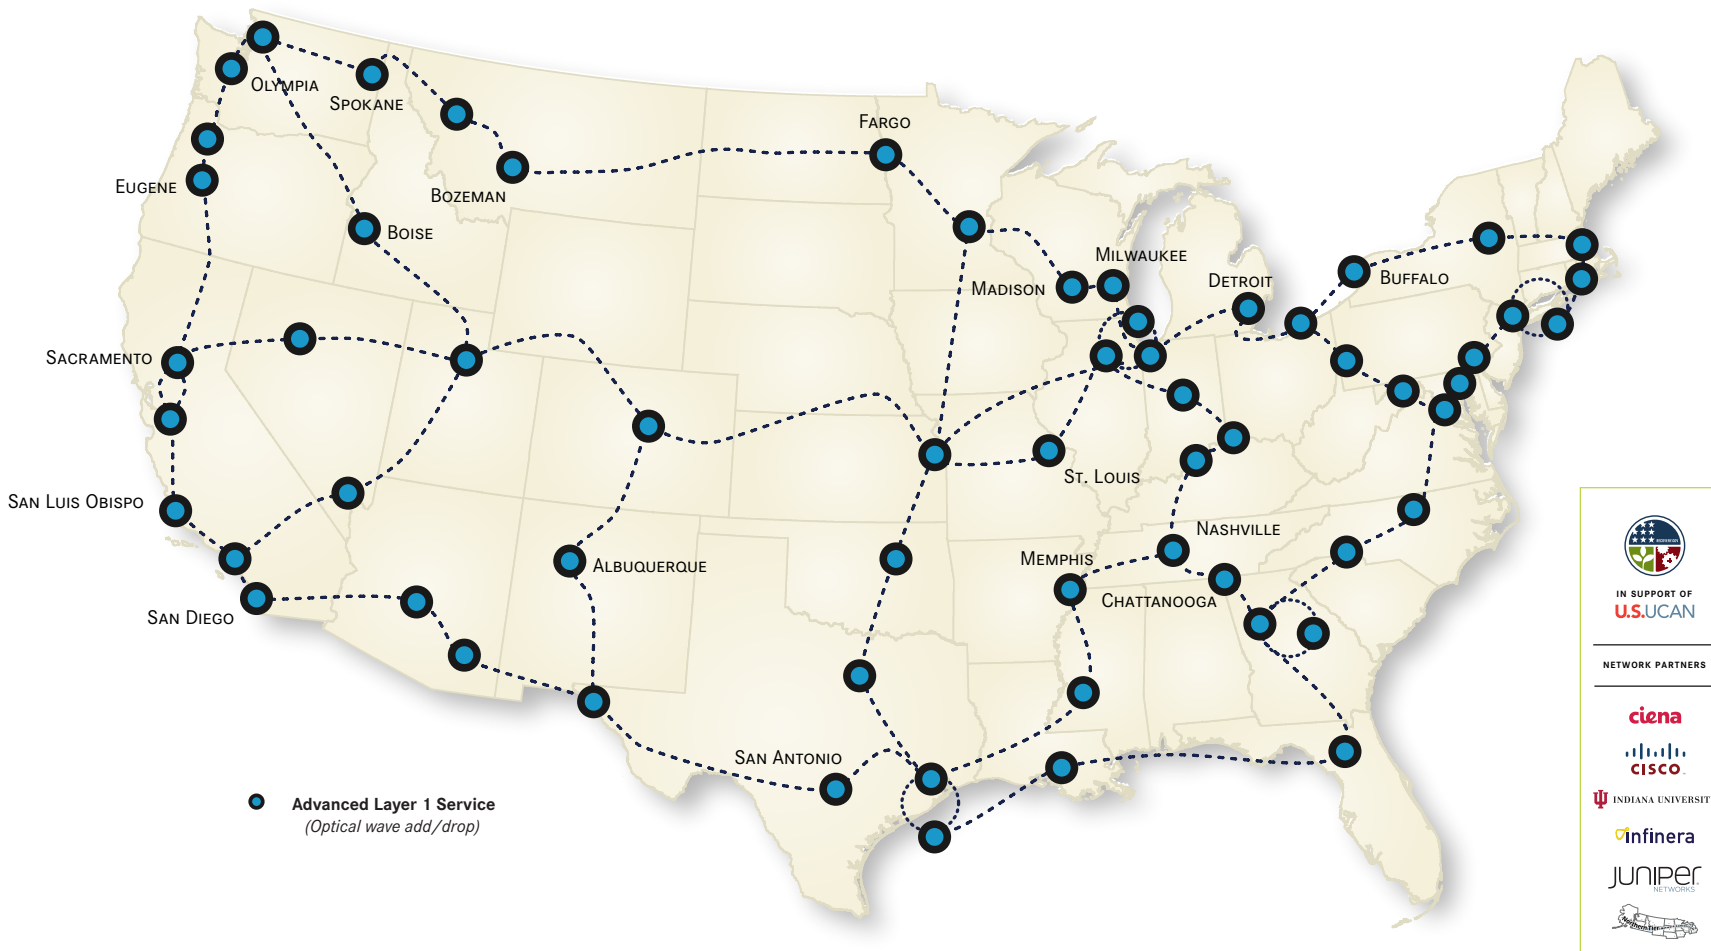 Olympia
Spokane
Fargo
Eugene
Bozeman
Boise
Milwaukee
Madison
Detroit
Buffalo
Sacramento
St. Louis
San Luis Obispo
Nashville
Memphis
Albuquerque
Chattanooga
San Diego
San Antonio
Advanced Layer 1 Service
(Optical wave add/drop)
IN SUPPORT OF
U.S.UCAN
NETWORK PARTNERS
ciena
CISCO
INDIANA UNIVERSIT
infinera
JUNIPER
NETWORKS
NorthernTier